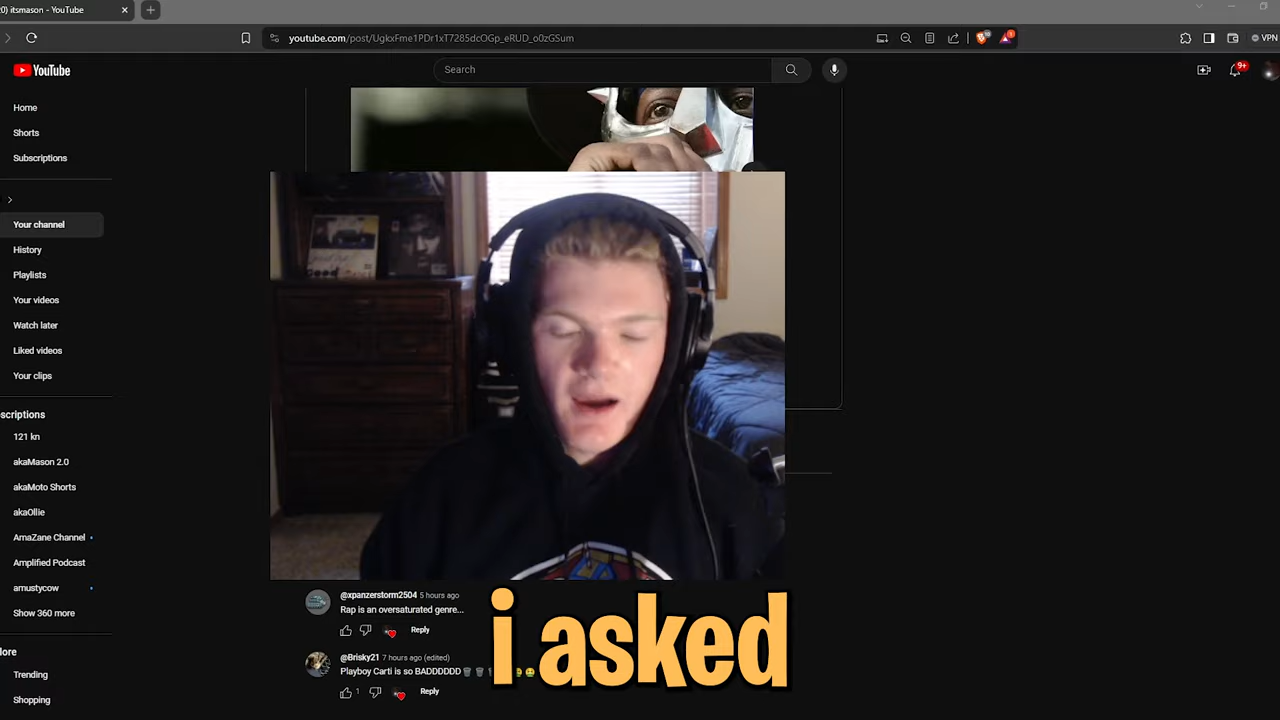 itsmason - YouTube
youtube.com/post/UgkxFme1PDr1xT7285dcOGp_eRUD_o0zGSum
VPN
YouTube
Search
9+
Home
Shorts
Subscriptions
Your channel
History
Playlists
Your videos
Watch later
Liked videos
Your clips
scriptions
121 kn
akaMason 2.0
akaMoto Shorts
akaOllie
AmaZane Channel
Amplified Podcast
amustycow
Show 360 more
ore
Trending
Shopping
@xpanzerstorm2504 5 hours ago
Rap is an oversaturated genre...
Reply
@Brisky21 7 hours ago (edited)
Playboy Carti is so BADDDDDD
1 Reply
i asked